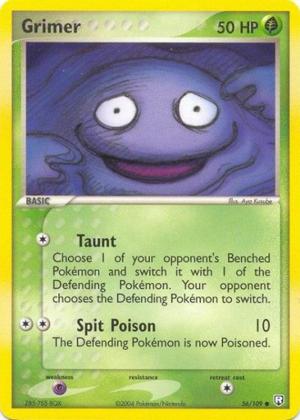 Grimer 50 HP
BASIC
Illus. Aya Kusube
Taunt
Choose 1 of your opponent's Benched
Pokémon and switch it with 1 of the
Defending Pokémon. Your opponent
chooses the Defending Pokémon to switch.
Spit Poison 10
The Defending Pokémon is now Poisoned.
weakness resistance retreat cost
©2004 Pokémon/Nintendo
56/109
R